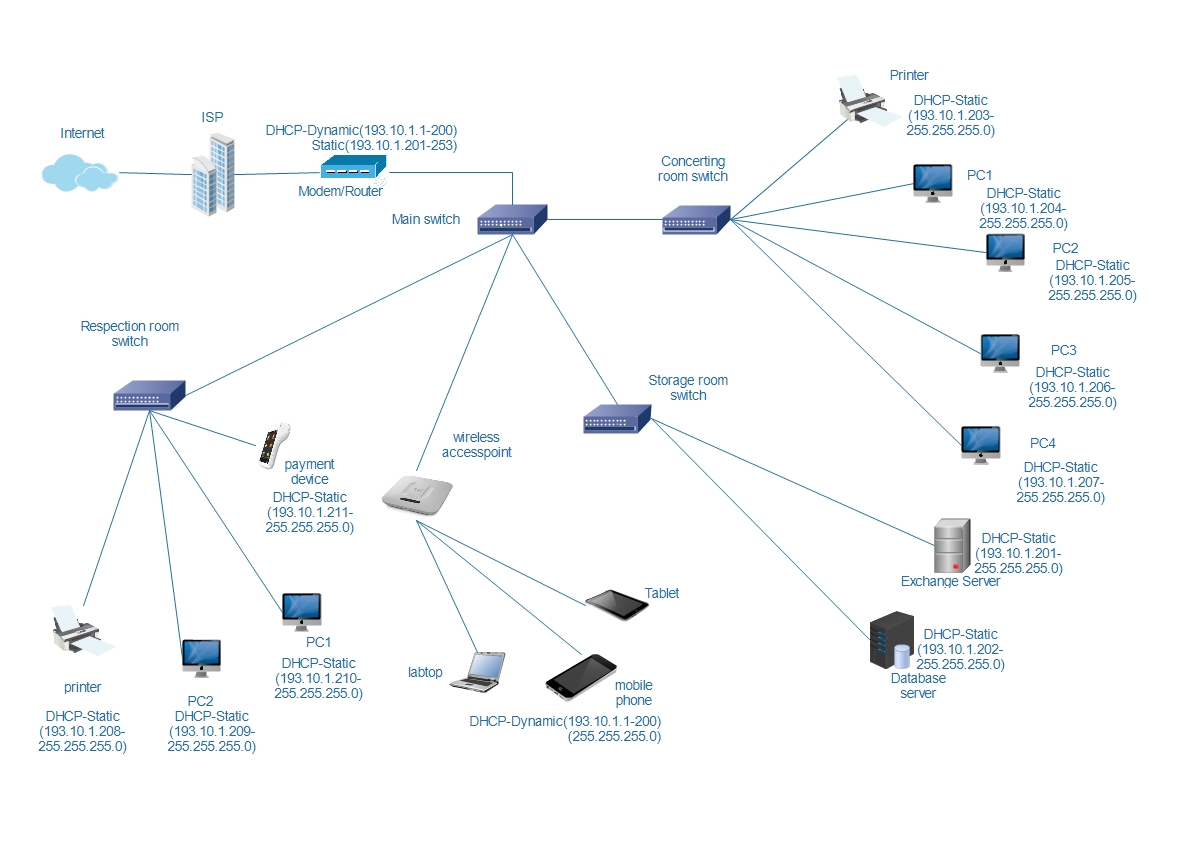 Printer
DHCP-Static
(193.10.1.203-
255.255.255.0)
Internet
ISP
DHCP-Dynamic(193.10.1.1-200)
Static(193.10.1.201-253)
Modem/Router
Main switch
Concerting
room switch
PC1
DHCP-Static
(193.10.1.204-
255.255.255.0)
PC2
DHCP-Static
(193.10.1.205-
255.255.255.0)
PC3
DHCP-Static
(193.10.1.206-
255.255.255.0)
PC4
DHCP-Static
(193.10.1.207-
255.255.255.0)
Respection room
switch
Storage room
switch
wireless
accesspoint
payment
device
DHCP-Static
(193.10.1.211-
255.255.255.0)
DHCP-Static
(193.10.1.201-
255.255.255.0)
Exchange Server
DHCP-Static
(193.10.1.202-
255.255.255.0)
Database
server
Tablet
labtop
mobile
phone
DHCP-Dynamic(193.10.1.1-200)
(255.255.255.0)
PC1
DHCP-Static
(193.10.1.210-
255.255.255.0)
PC2
DHCP-Static
(193.10.1.209-
255.255.255.0)
printer
DHCP-Static
(193.10.1.208-
255.255.255.0)